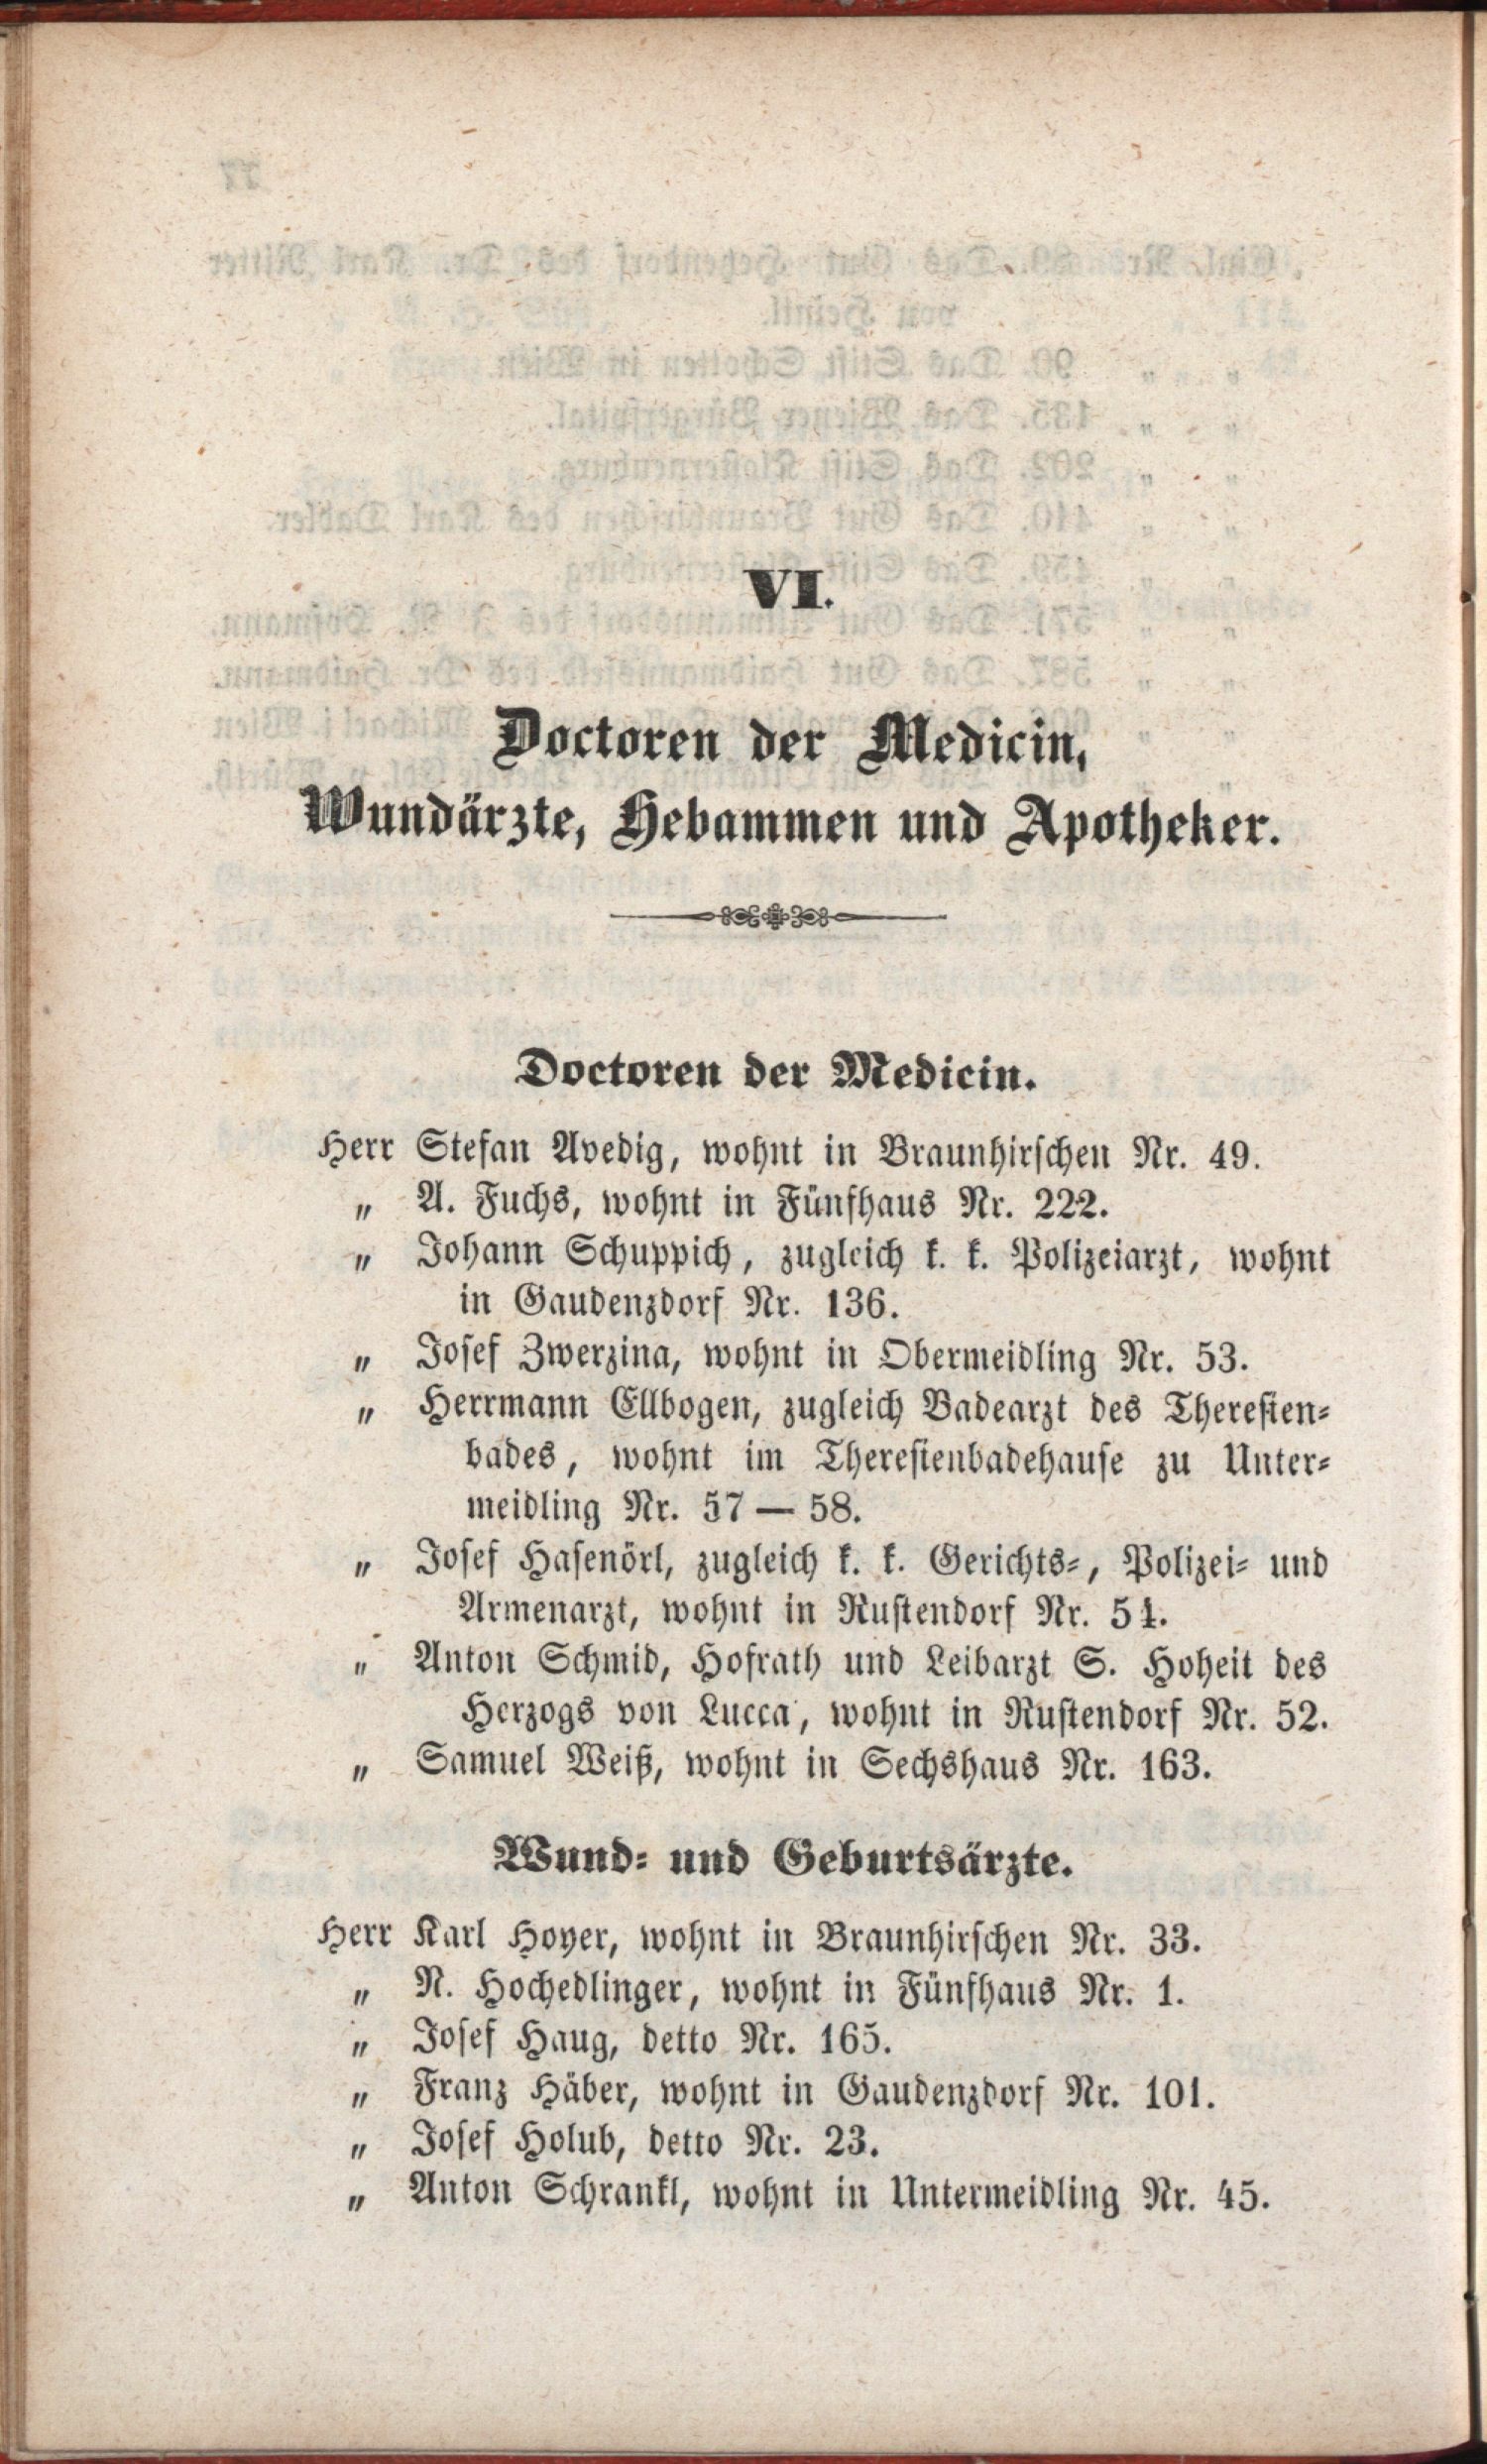 VI.
Doctoren der Medicin,
Wundärzte, Hebammen und Apotheker.
Doctoren der Medicin.
Herr Stefan Avedig, wohnt in Braunhirschen Nr. 49.
„ A. Fuchs, wohnt in Fünfhaus Nr. 222.
„ Johann Schuppich, zugleich k. k. Polizeiarzt, wohnt
in Gaudenzdorf Nr. 136.
„ Josef Zwerzina, wohnt in Obermeidling Nr. 53.
„ Herrmann Ellbogen, zugleich Badearzt des Theresien-
bades, wohnt im Theresienbadehause zu Unter-
meidling Nr. 57 — 58.
„ Josef Hasenörl, zugleich k. k. Gerichts-, Polizei- und
Armenarzt, wohnt in Rustendorf Nr. 54.
„ Anton Schmid, Hofrath und Leibarzt S. Hoheit des
Herzogs von Lucca, wohnt in Rustendorf Nr. 52.
„ Samuel Weiß, wohnt in Sechshaus Nr. 163.
Wund- und Geburtsärzte.
Herr Karl Hoyer, wohnt in Braunhirschen Nr. 33.
„ N. Hochedlinger, wohnt in Fünfhaus Nr. 1.
„ Josef Haug, detto Nr. 165.
„ Franz Häber, wohnt in Gaudenzdorf Nr. 101.
„ Josef Holub, detto Nr. 23.
„ Anton Schrankl, wohnt in Untermeidling Nr. 45.